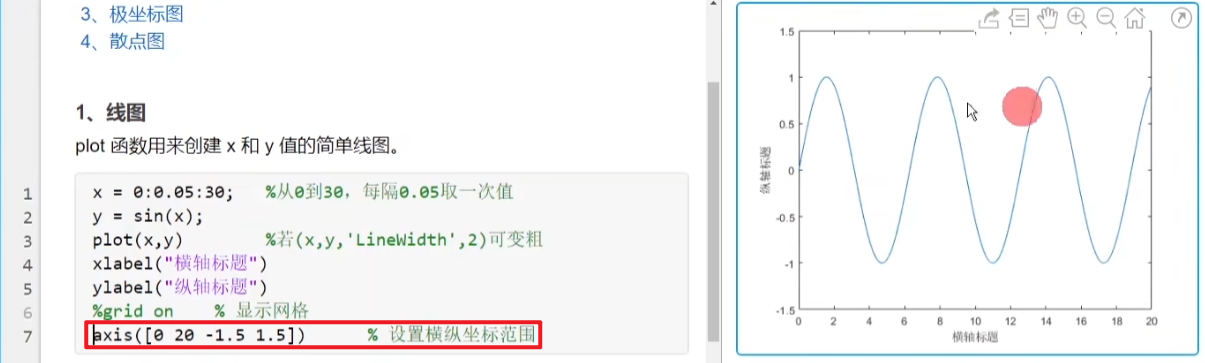 3、极坐标图
4、散点图
1、线图
plot 函数用来创建 x 和 y 值的简单线图。
1 x = 0:0.05:30; %从0到30，每隔0.05取一次值
2 y = sin(x);
3 plot(x,y) %若(x,y,'LineWidth',2)可变粗
4 xlabel("横轴标题")
5 ylabel("纵轴标题")
6 %grid on % 显示网格
7 axis([0 20 -1.5 1.5]) % 设置横纵坐标范围
1.5
1
0.5
0
-0.5
-1
-1.5
纵轴标题
0 2 4 6 8 10 12 14 16 18 20
横轴标题